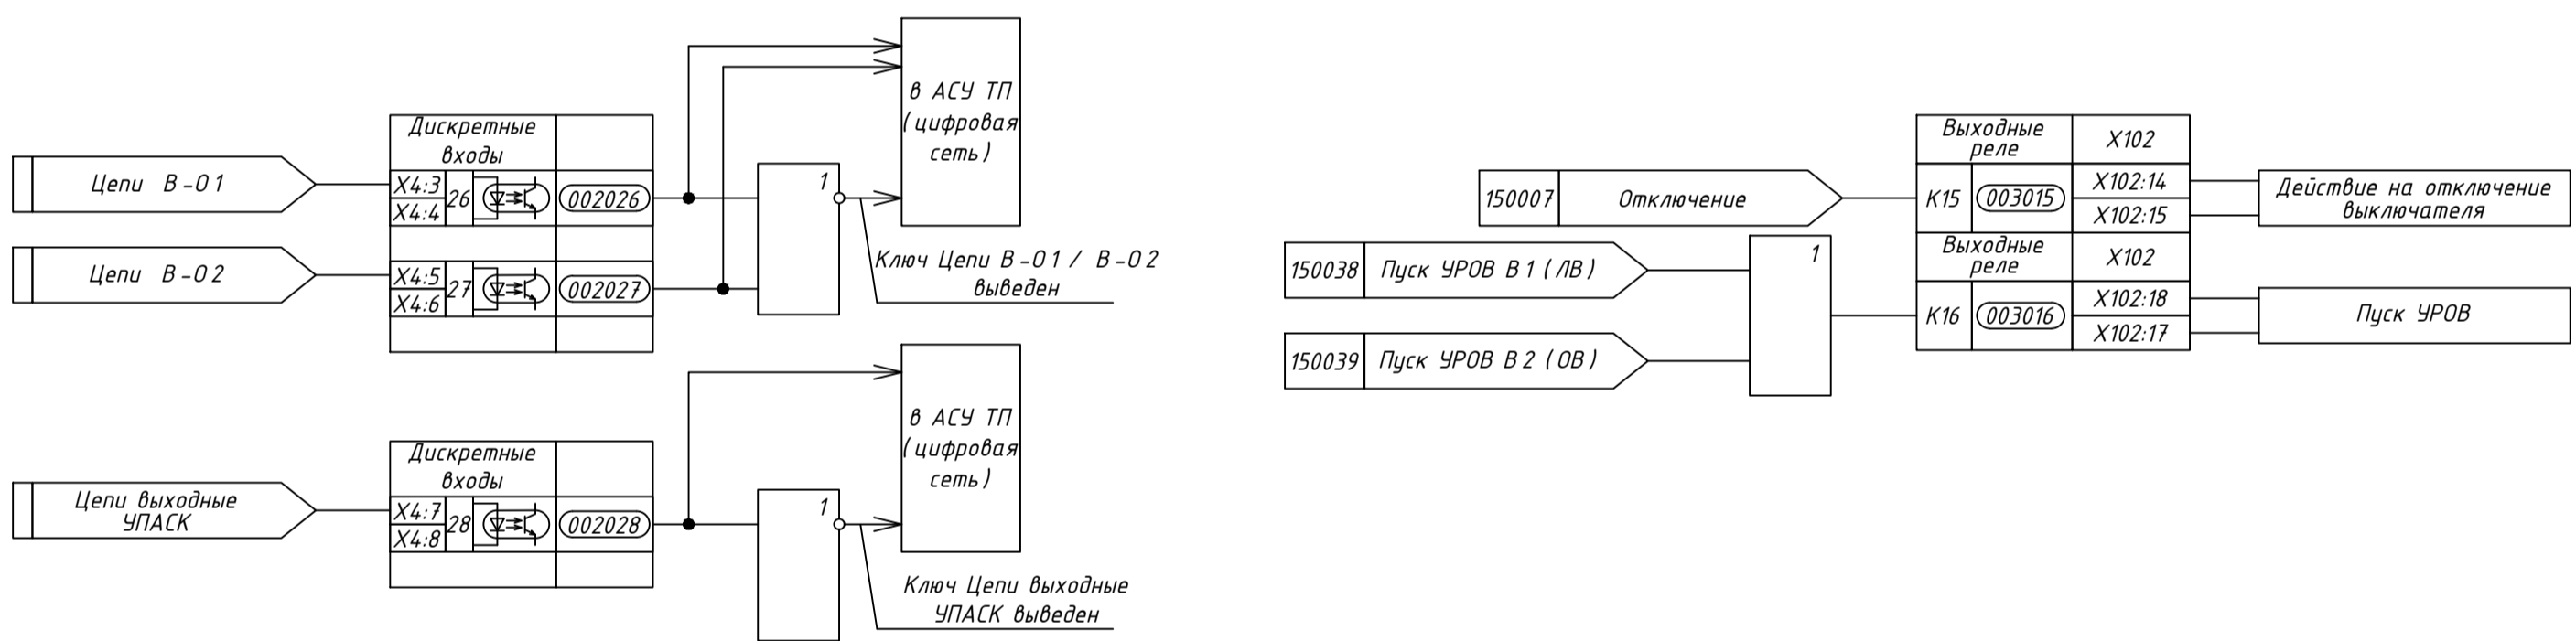 Цепи В-О1
Цепи В-О2
Дискретные
входы
X4:3
X4:4
26
002026
X4:5
X4:6
27
002027
1
в АСУ ТП
(цифровая
сеть)
Ключ Цепи В-О1 / В-О2
выведен
Цепи выходные
УПАСК
Дискретные
входы
X4:7
X4:8
28
002028
1
в АСУ ТП
(цифровая
сеть)
Ключ Цепи выходные
УПАСК выведен
150007
Отключение
150038
Пуск УРОВ В1 (ЛВ)
150039
Пуск УРОВ В2 (ОВ)
1
Выходные
реле
X102
K15
003015
X102:14
X102:15
Выходные
реле
X102
K16
003016
X102:18
X102:17
Действие на отключение
выключателя
Пуск УРОВ